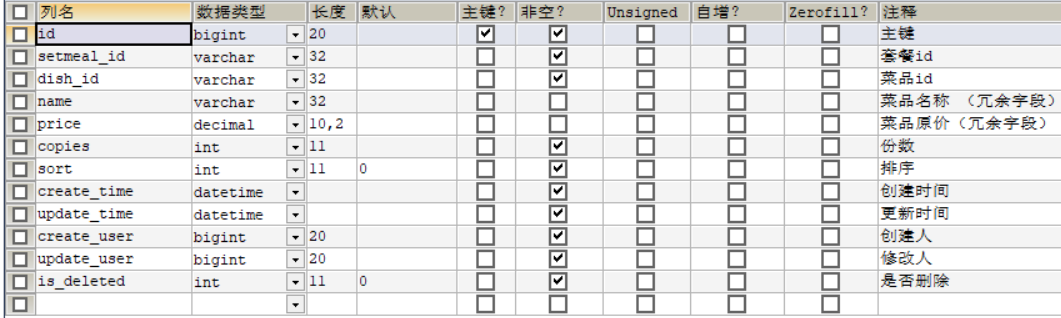 列名 数据类型 长度 默认 主键? 非空? Unsigned 自增? Zerofill? 注释
id bigint 20 主键
setmeal_id varchar 32 套餐id
dish_id varchar 32 菜品id
name varchar 32 菜品名称 (冗余字段)
price decimal 10,2 菜品原价(冗余字段)
copies int 11 份数
sort int 11 0 排序
create_time datetime 创建时间
update_time datetime 更新时间
create_user bigint 20 创建人
update_user bigint 20 修改人
is_deleted int 11 0 是否删除